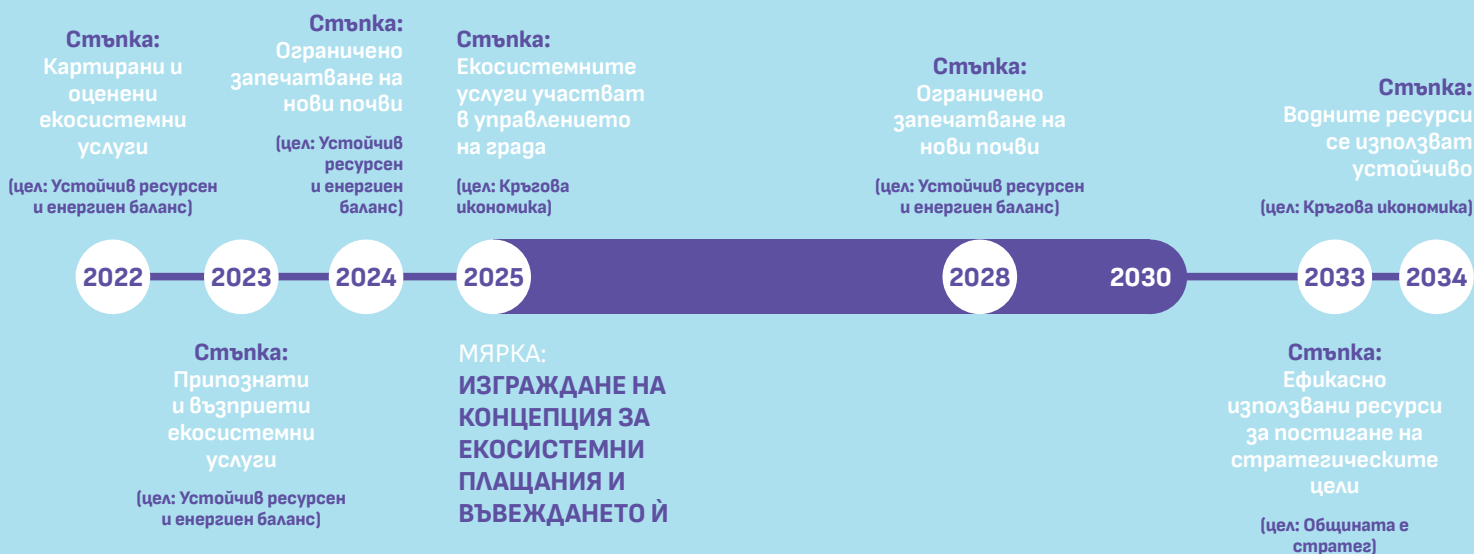 Стъпка:
Картирани и
оценени
екосистемни
услуги
(цел: Устойчив ресурсен
и енергиен баланс)
Стъпка:
Ограничено
запечатване на
нови почви
(цел: Устойчив
ресурсен
и енергиен
баланс)
Стъпка:
Екосистемните
услуги участват
в управлението
на града
(цел: Кръгова
икономика)
Стъпка:
Ограничено
запечатване на
нови почви
(цел: Устойчив ресурсен
и енергиен баланс)
Стъпка:
Водните ресурси
се използват
устойчиво
(цел: Кръгова икономика)
2022 2023 2024 2025 2028 2030 2033 2034
Стъпка:
Припознати
и възприети
екосистемни
услуги
(цел: Устойчив ресурсен
и енергиен баланс)
МЯРКА:
ИЗГРАЖДАНЕ НА
КОНЦЕПЦИЯ ЗА
ЕКОСИСТЕМНИ
ПЛАЩАНИЯ И
ВЪВЕЖДАНЕТО Ѝ
Стъпка:
Ефикасно
използвани ресурси
за постигане на
стратегическите
цели
(цел: Общината е
стратег)